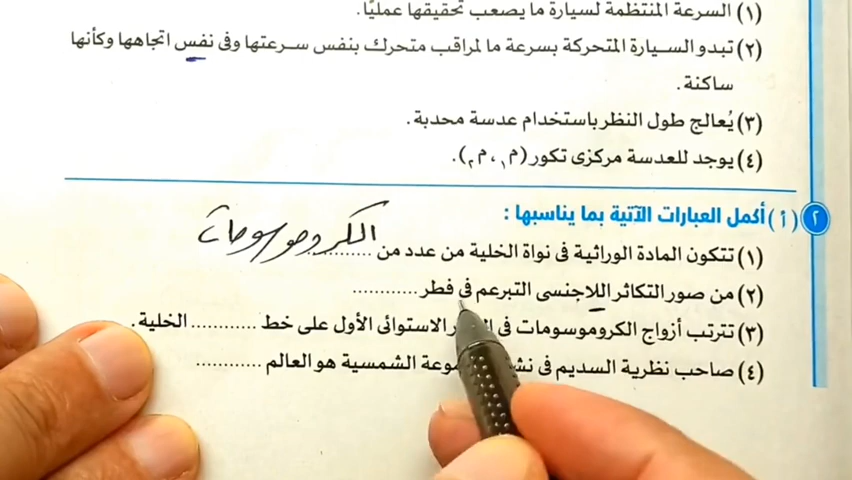 (١) السرعة المنتظمة لسيارة ما يصعب تحقيقها عمليًا.
(٢) تبدو السيارة المتحركة بسرعة ما لمراقب متحرك بنفس سرعتها وفى نفس اتجاهها وكأنها
ساكنة.
(٣) يُعالج طول النظر باستخدام عدسة محدبة.
(٤) يوجد للعدسة مركزى تكور (م١ ، م٢).
٢ (أ) أكمل العبارات الآتية بما يناسبها :
(١) تتكون المادة الوراثية فى نواة الخلية من عدد من ............ الكروموسومات
(٢) من صور التكاثر اللاجنسى التبرعم فى فطر ............
(٣) تترتب أزواج الكروموسومات فى الاستوائى الأول على خط ............ الخلية.
(٤) صاحب نظرية السديم فى الشمسية هو العالم ............